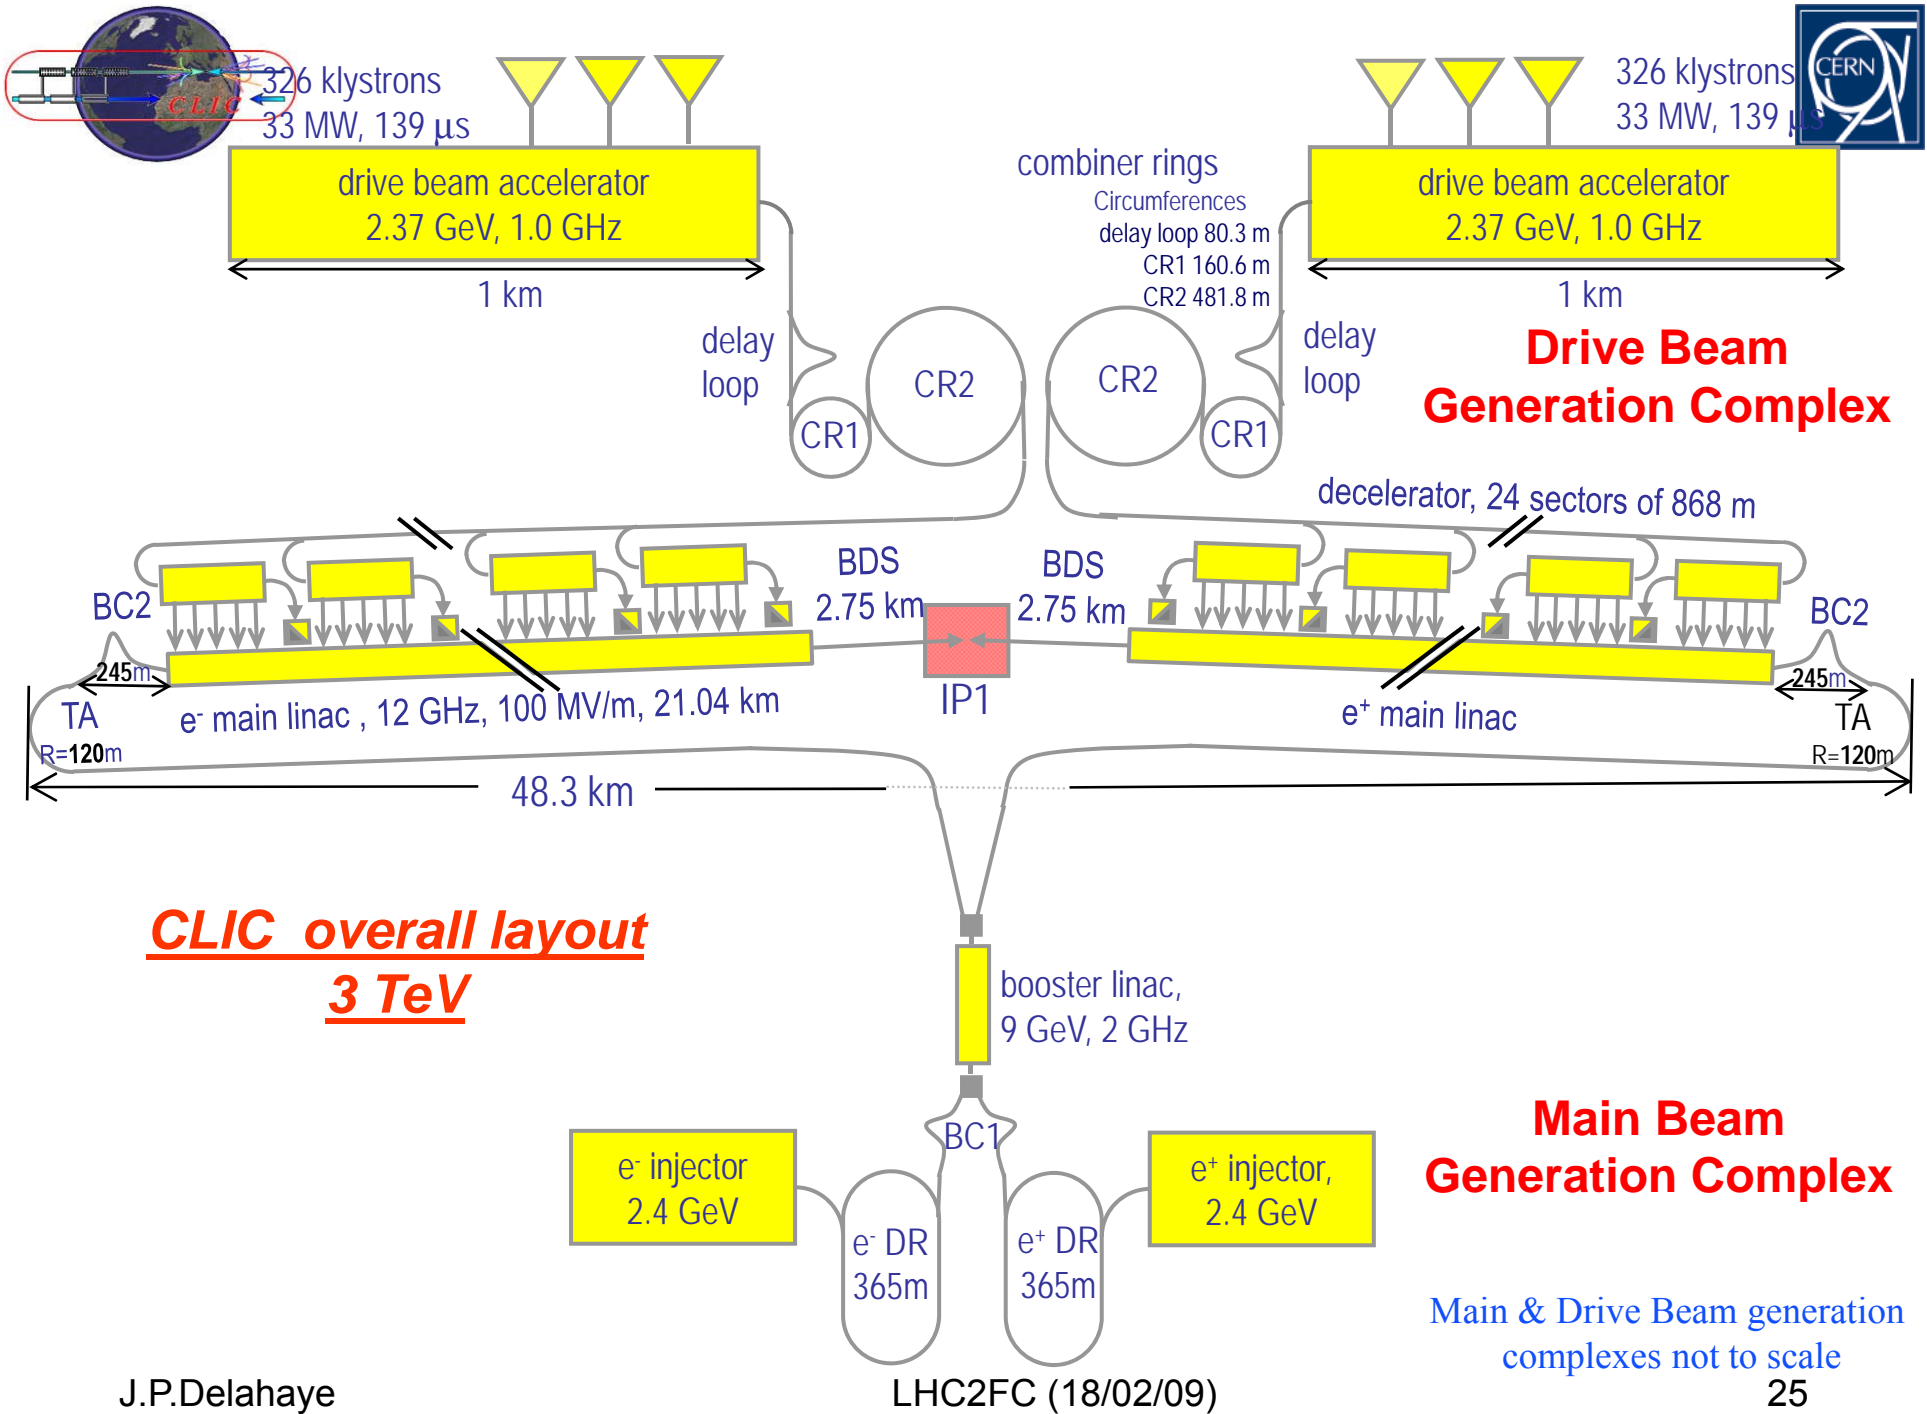 326 klystrons
33 MW, 139 μs
CLIC
drive beam accelerator
2.37 GeV, 1.0 GHz
1 km
combiner rings
Circumferences
delay loop 80.3 m
CR1 160.6 m
CR2 481.8 m
326 klystrons
33 MW, 139 μs
CERN
drive beam accelerator
2.37 GeV, 1.0 GHz
1 km
delay
loop
CR1
CR2
CR2
CR1
delay
loop
Drive Beam
Generation Complex
decelerator, 24 sectors of 868 m
BC2
245m
TA
R=120m
BDS
2.75 km
BDS
2.75 km
IP1
BC2
245m
TA
R=120m
e- main linac , 12 GHz, 100 MV/m, 21.04 km
e+ main linac
48.3 km
CLIC overall layout
3 TeV
booster linac,
9 GeV, 2 GHz
BC1
e- injector
2.4 GeV
e- DR
365m
e+ DR
365m
e+ injector,
2.4 GeV
Main Beam
Generation Complex
Main & Drive Beam generation
complexes not to scale
J.P.Delahaye
LHC2FC (18/02/09)
25